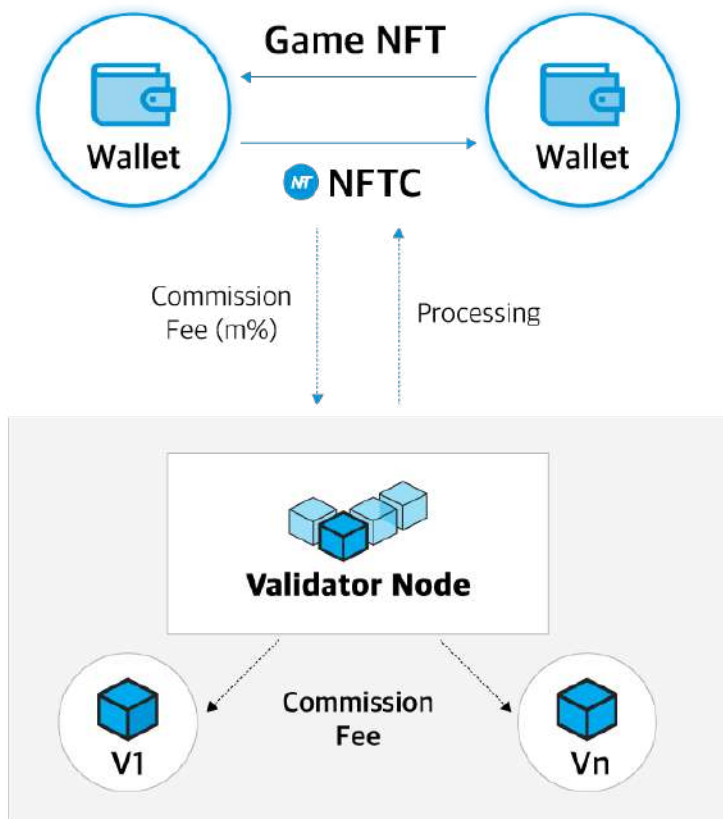 Game NFT
Wallet
Wallet
NT NFTC
Commission
Fee (m%)
Processing
Validator Node
Commission
Fee
V1
Vn